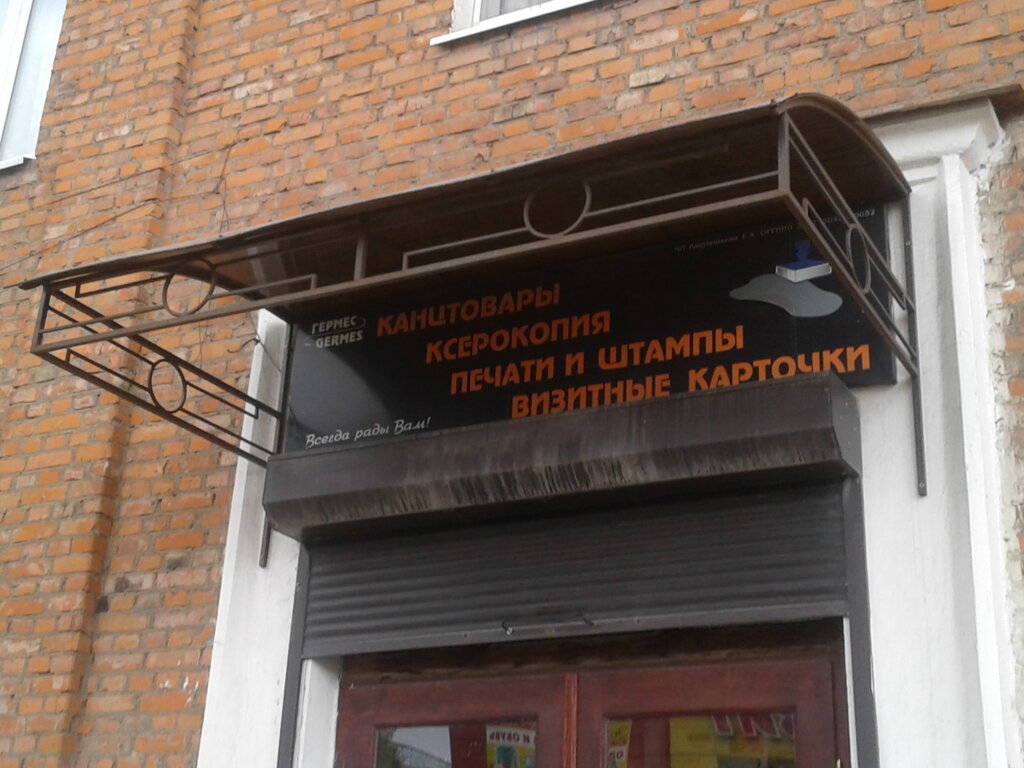 ГЕРМЕС
GERMES
КАНЦТОВАРЫ
КСЕРОКОПИЯ
ПЕЧАТИ И ШТАМПЫ
ВИЗИТНЫЕ КАРТОЧКИ
Всегда рады Вам!